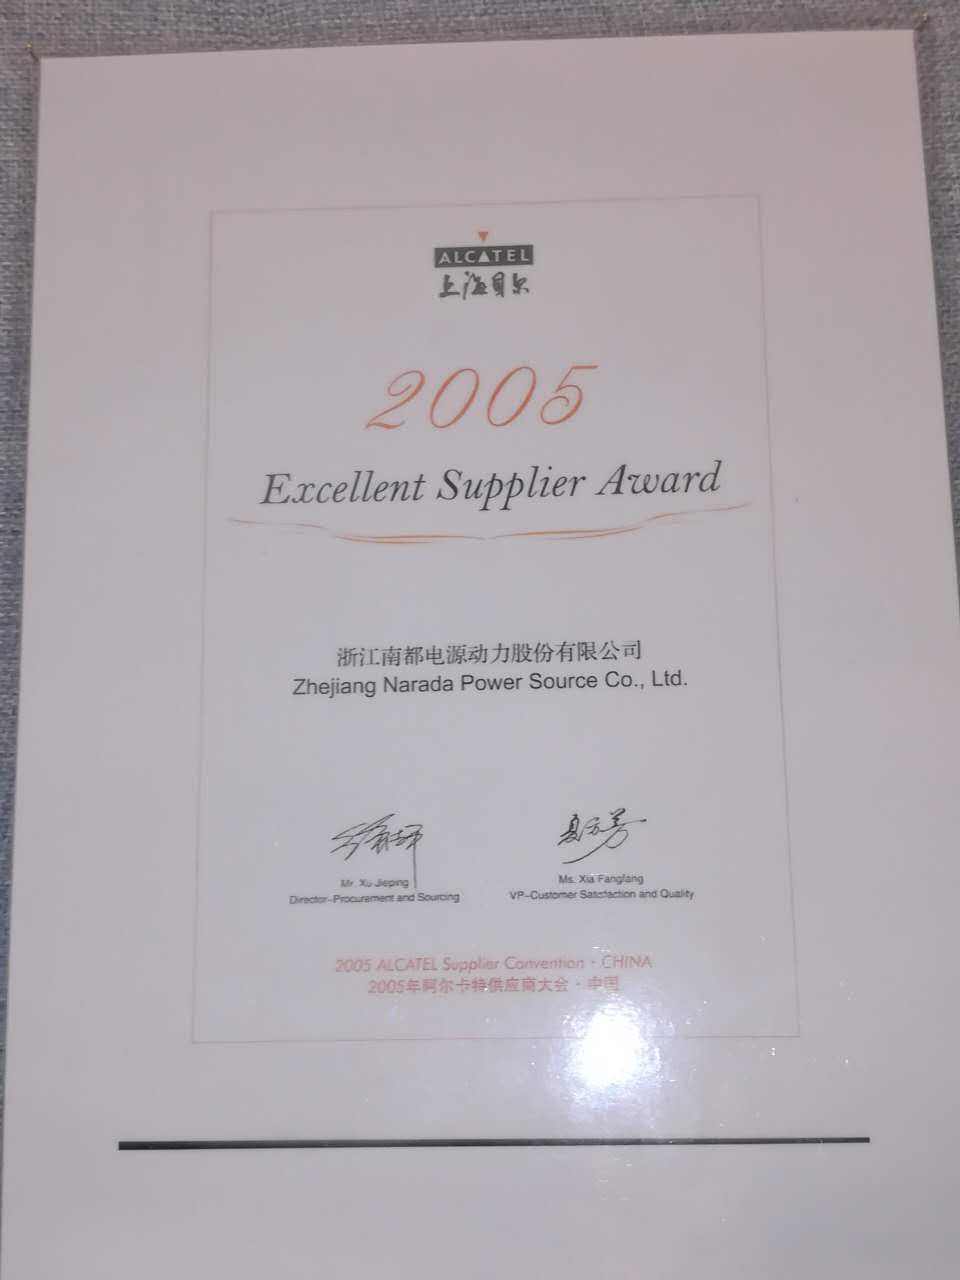 ALCATEL
上海贝尔
2005
Excellent Supplier Award
浙江南都电源动力股份有限公司
Zhejiang Narada Power Source Co., Ltd.
Mr. Xu Jieping
Director-Procurement and Sourcing
夏方芳
Ms. Xia Fangfang
VP-Customer Satisfaction and Quality
2005 ALCATEL Supplier Convention · CHINA
2005年阿尔卡特供应商大会 · 中国